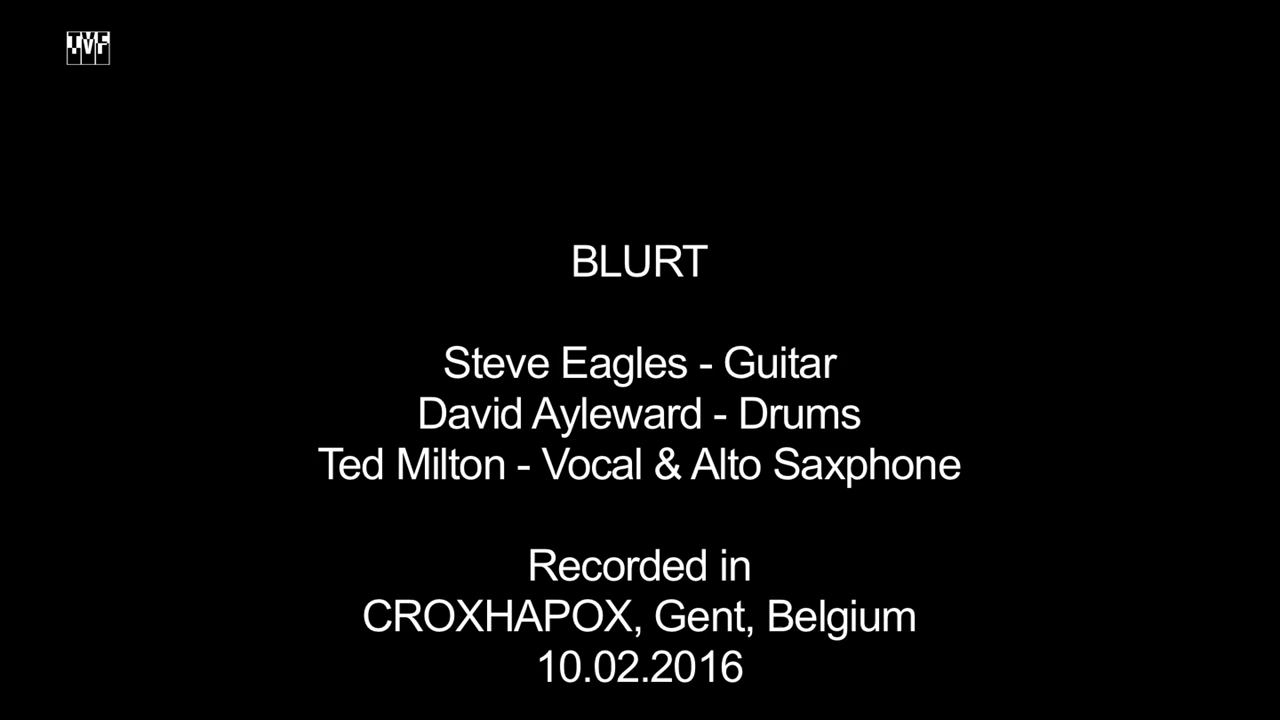 TVF
BLURT
Steve Eagles - Guitar
David Ayleward - Drums
Ted Milton - Vocal & Alto Saxphone
Recorded in
CROXHAPOX, Gent, Belgium
10.02.2016